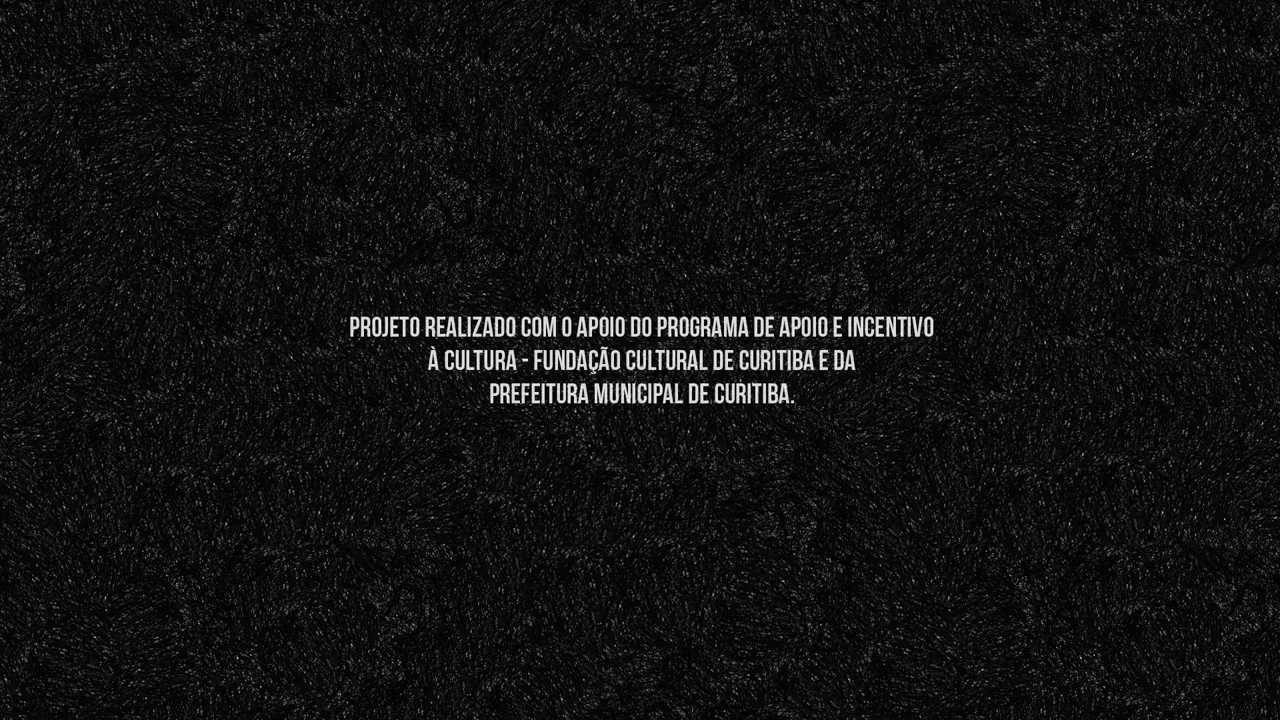 PROJETO REALIZADO COM O APOIO DO PROGRAMA DE APOIO E INCENTIVO
À CULTURA - FUNDAÇÃO CULTURAL DE CURITIBA E DA
PREFEITURA MUNICIPAL DE CURITIBA.